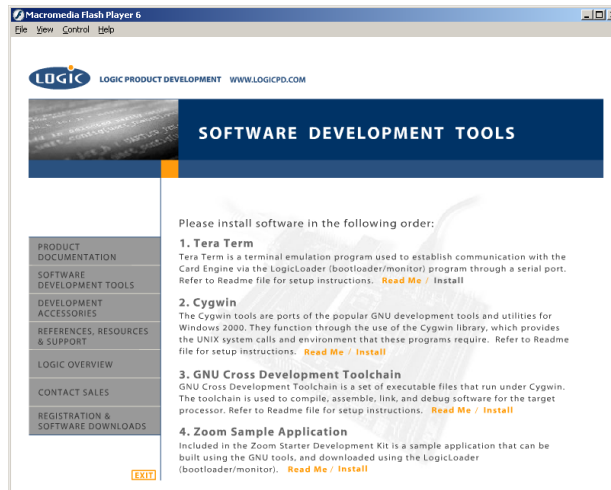 Macromedia Flash Player 6
File View Control Help
LOGIC LOGIC PRODUCT DEVELOPMENT WWW.LOGICPD.COM
SOFTWARE DEVELOPMENT TOOLS
PRODUCT
DOCUMENTATION
SOFTWARE
DEVELOPMENT TOOLS
DEVELOPMENT
ACCESSORIES
REFERENCES, RESOURCES
& SUPPORT
LOGIC OVERVIEW
CONTACT SALES
REGISTRATION &
SOFTWARE DOWNLOADS
EXIT
Please install software in the following order:
1. Tera Term
Tera Term is a terminal emulation program used to establish communication with the
Card Engine via the LogicLoader (bootloader/monitor) program through a serial port.
Refer to Readme file for setup instructions. Read Me / Install
2. Cygwin
The Cygwin tools are ports of the popular GNU development tools and utilities for
Windows 2000. They function through the use of the Cygwin library, which provides
the UNIX system calls and environment that these programs require. Refer to Readme
file for setup instructions. Read Me / Install
3. GNU Cross Development Toolchain
GNU Cross Development Toolchain is a set of executable files that run under Cygwin.
The toolchain is used to compile, assemble, link, and debug software for the target
processor. Refer to Readme file for setup instructions. Read Me / Install
4. Zoom Sample Application
Included in the Zoom Starter Development Kit is a sample application that can be
built using the GNU tools, and downloaded using the LogicLoader
(bootloader/monitor). Read Me / Install